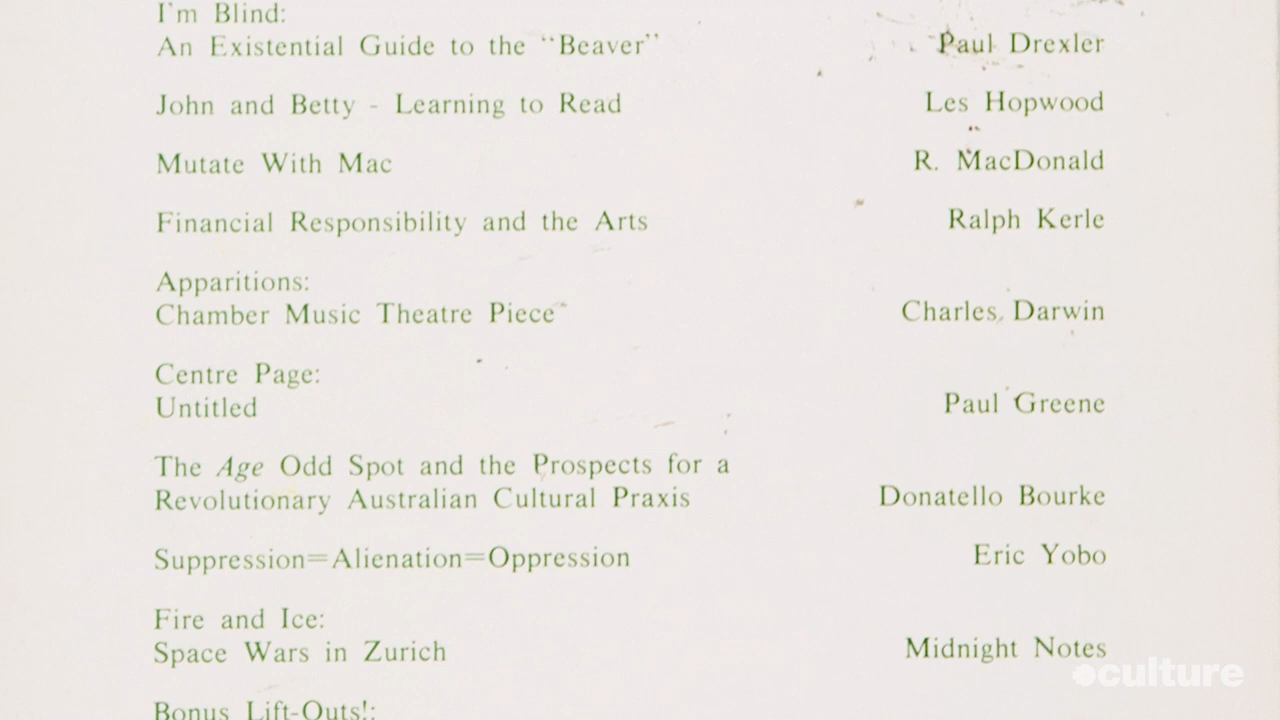 I'm Blind:
An Existential Guide to the "Beaver" Paul Drexler
John and Betty - Learning to Read Les Hopwood
Mutate With Mac R. MacDonald
Financial Responsibility and the Arts Ralph Kerle
Apparitions:
Chamber Music Theatre Piece Charles Darwin
Centre Page:
Untitled Paul Greene
The Age Odd Spot and the Prospects for a
Revolutionary Australian Cultural Praxis Donatello Bourke
Suppression=Alienation=Oppression Eric Yobo
Fire and Ice:
Space Wars in Zurich Midnight Notes
culture
Bonus Lift-Outs!: